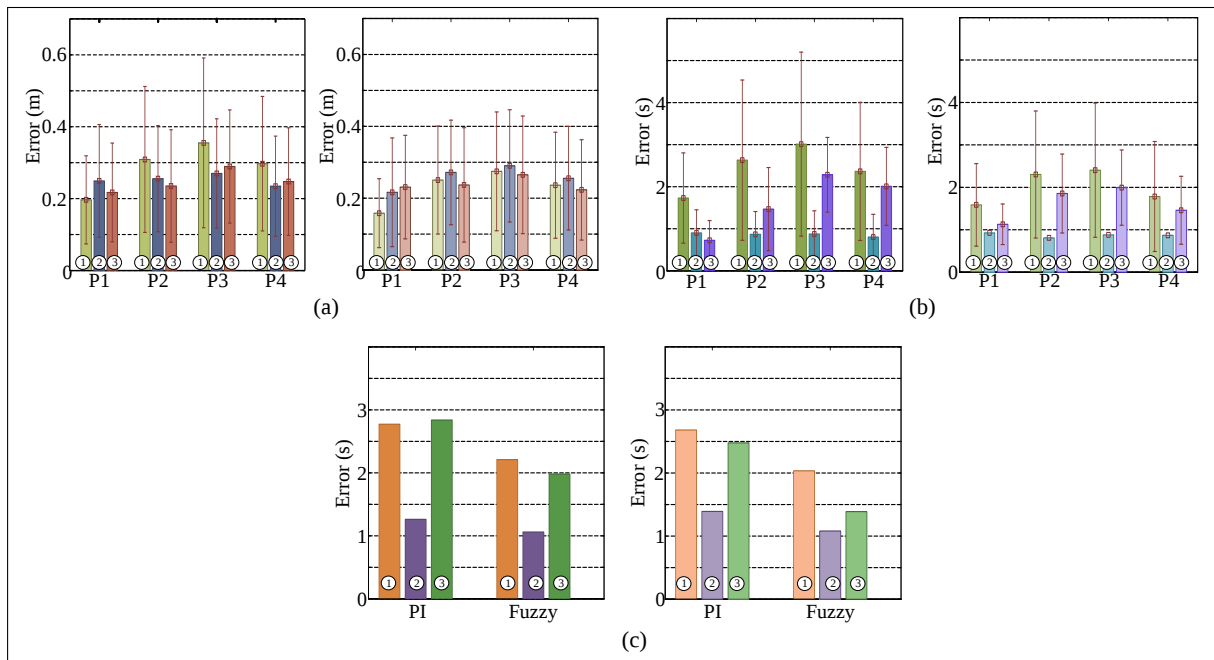 0.6 0.6
4 4
0.4 0.4
Error (m) Error (m) Error (s) Error (s)
2 2
0.2 0.2
0 0 0 0
1 2 3 1 2 3 1 2 3 1 2 3 1 2 3 1 2 3 1 2 3 1 2 3 1 2 3 1 2 3 1 2 3 1 2 3 1 2 3 1 2 3 1 2 3 1 2 3
P1 P2 P3 P4 P1 P2 P3 P4 P1 P2 P3 P4 P1 P2 P3 P4
(a) (b)
3 3
Error (s) Error (s)
2 2
1 1
1 2 3 1 2 3 1 2 3 1 2 3
0 0
PI Fuzzy PI Fuzzy
(c)